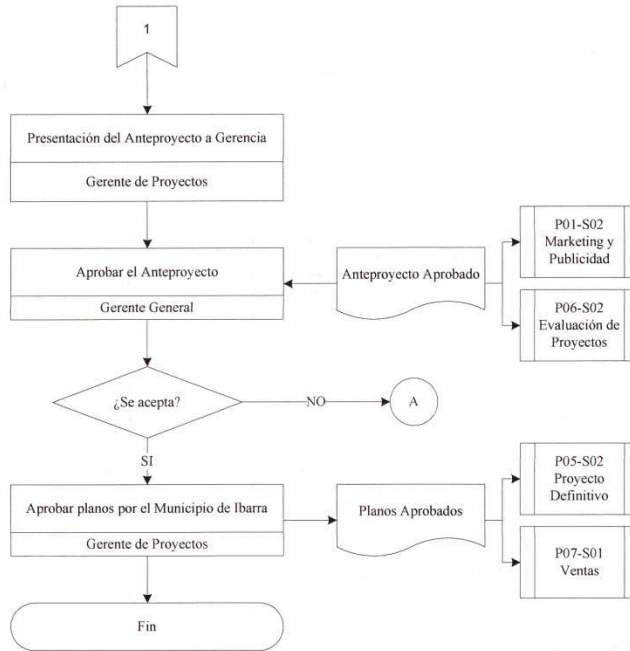 1
Presentación del Anteproyecto a Gerencia
Gerente de Proyectos
Aprobar el Anteproyecto
Gerente General
Anteproyecto Aprobado
P01-S02
Marketing y
Publicidad
P06-S02
Evaluación de
Proyectos
¿Se acepta?
NO
A
SI
Aprobar planos por el Municipio de Ibarra
Gerente de Proyectos
Planos Aprobados
P05-S02
Proyecto
Definitivo
P07-S01
Ventas
Fin